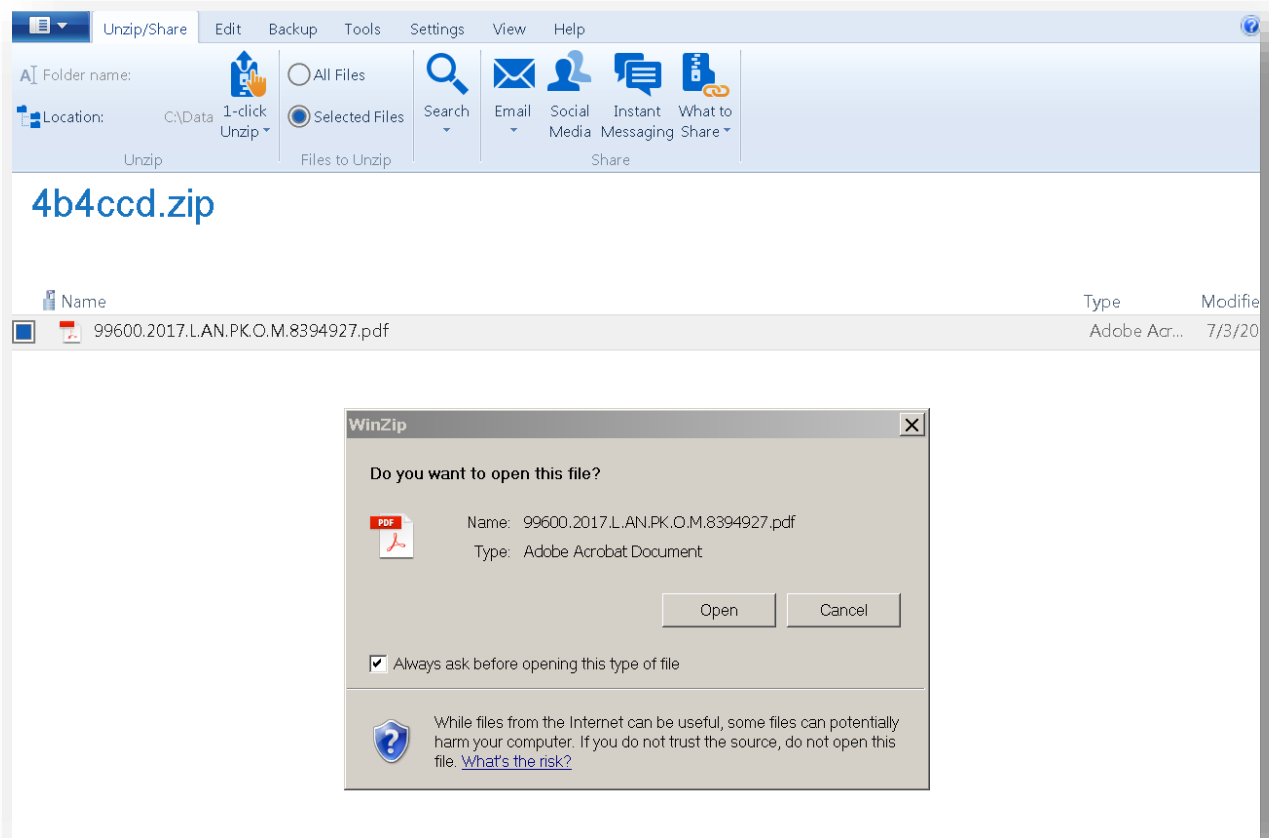 Unzip/Share Edit Backup Tools Settings View Help
Folder name:
Location: C:\Data
1-click
Unzip
All Files
Selected Files
Search
Email
Social
Media
Instant
Messaging
What to
Share
Unzip Files to Unzip Share
4b4ccd.zip
Name Type Modifie
99600.2017.L.AN.PK.O.M.8394927.pdf Adobe Acr... 7/3/20
WinZip
Do you want to open this file?
PDF
Name: 99600.2017.L.AN.PK.O.M.8394927.pdf
Type: Adobe Acrobat Document
Open Cancel
Always ask before opening this type of file
While files from the Internet can be useful, some files can potentially
harm your computer. If you do not trust the source, do not open this
file. What's the risk?